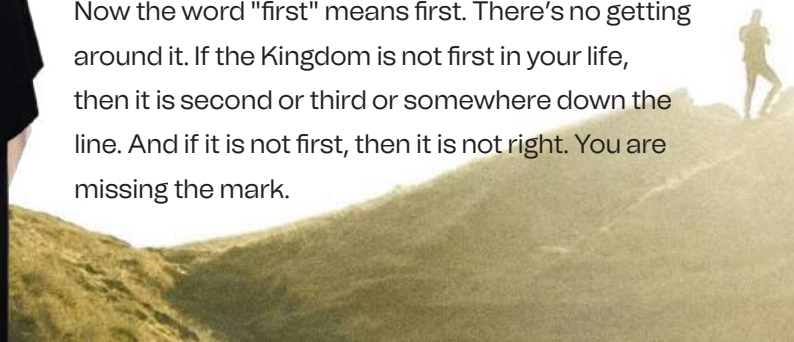 Now the word "first" means first. There's no getting
around it. If the Kingdom is not first in your life,
then it is second or third or somewhere down the
line. And if it is not first, then it is not right. You are
missing the mark.